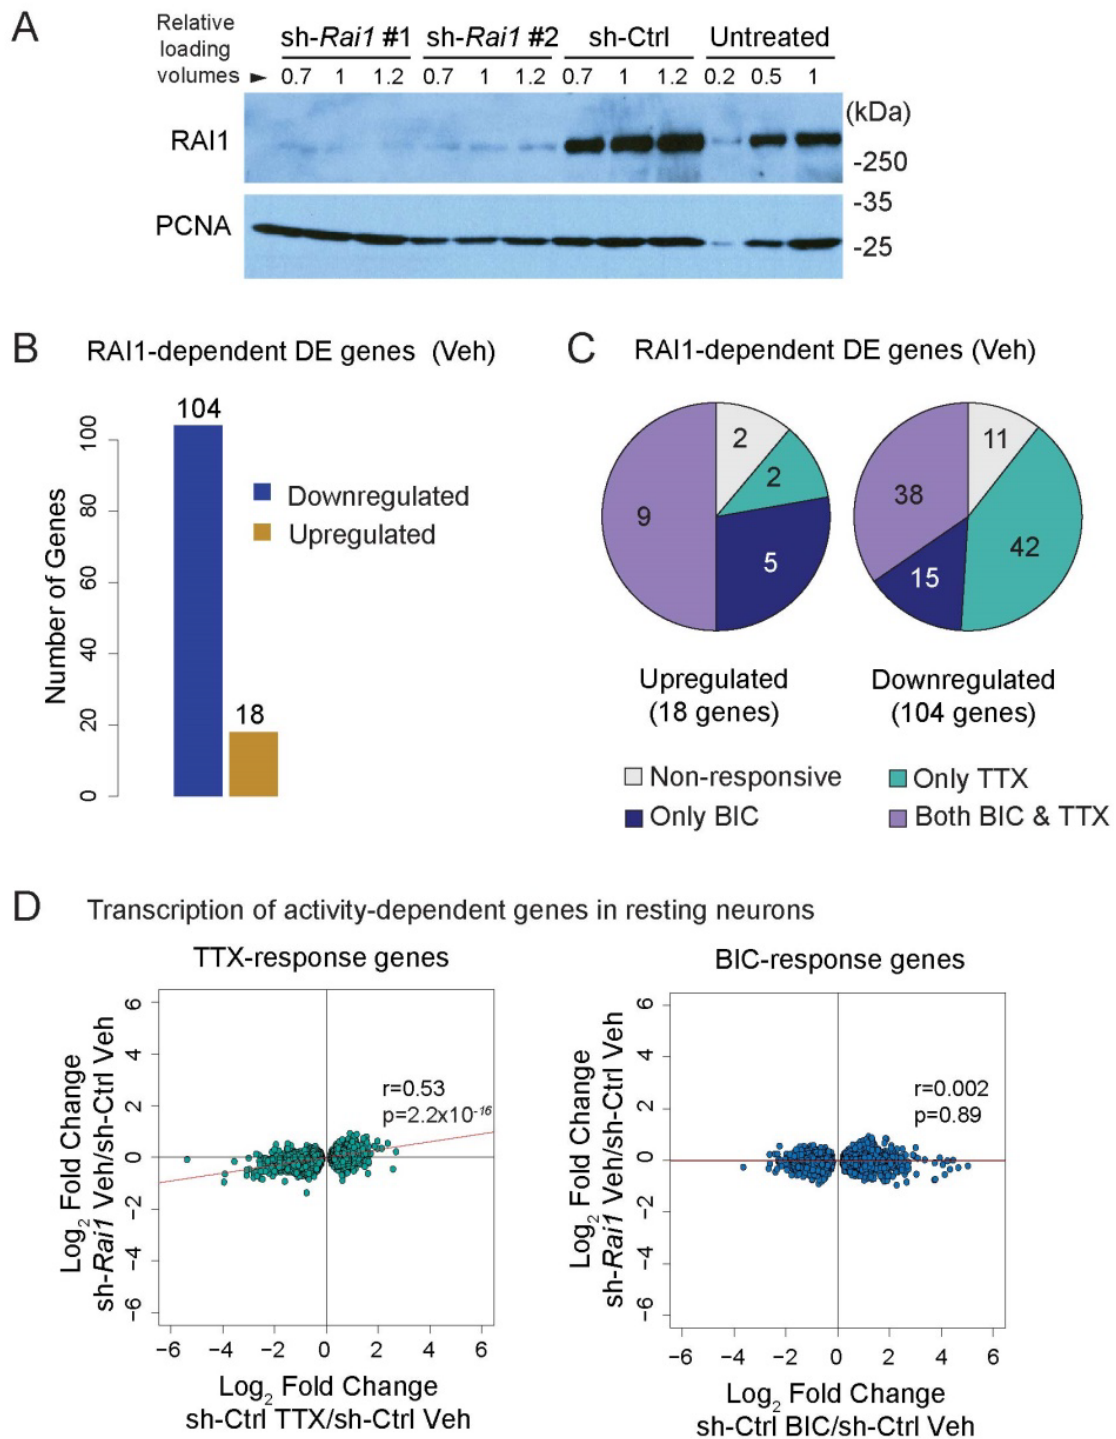 A
Relative
loading
volumes ►
sh-Rai1 #1 sh-Rai1 #2 sh-Ctrl Untreated
0.7 1 1.2 0.7 1 1.2 0.7 1 1.2 0.2 0.5 1
(kDa)
RAI1
-250
-35
PCNA
-25
B
RAI1-dependent DE genes (Veh)
104
18
Number of Genes
0 20 40 60 80 100
Downregulated
Upregulated
C
RAI1-dependent DE genes (Veh)
2
2
5
9
11
42
15
38
Upregulated
(18 genes)
Downregulated
(104 genes)
Non-responsive
Only TTX
Only BIC
Both BIC & TTX
D
Transcription of activity-dependent genes in resting neurons
TTX-response genes
Log₂ Fold Change
sh-Rai1 Veh/sh-Ctrl Veh
6
4
2
0
−2
−4
−6
r=0.53
p=2.2x10⁻¹⁶
−6 −4 −2 0 2 4 6
Log₂ Fold Change
sh-Ctrl TTX/sh-Ctrl Veh
BIC-response genes
Log₂ Fold Change
sh-Rai1 Veh/sh-Ctrl Veh
6
4
2
0
−2
−4
−6
r=0.002
p=0.89
−6 −4 −2 0 2 4 6
Log₂ Fold Change
sh-Ctrl BIC/sh-Ctrl Veh